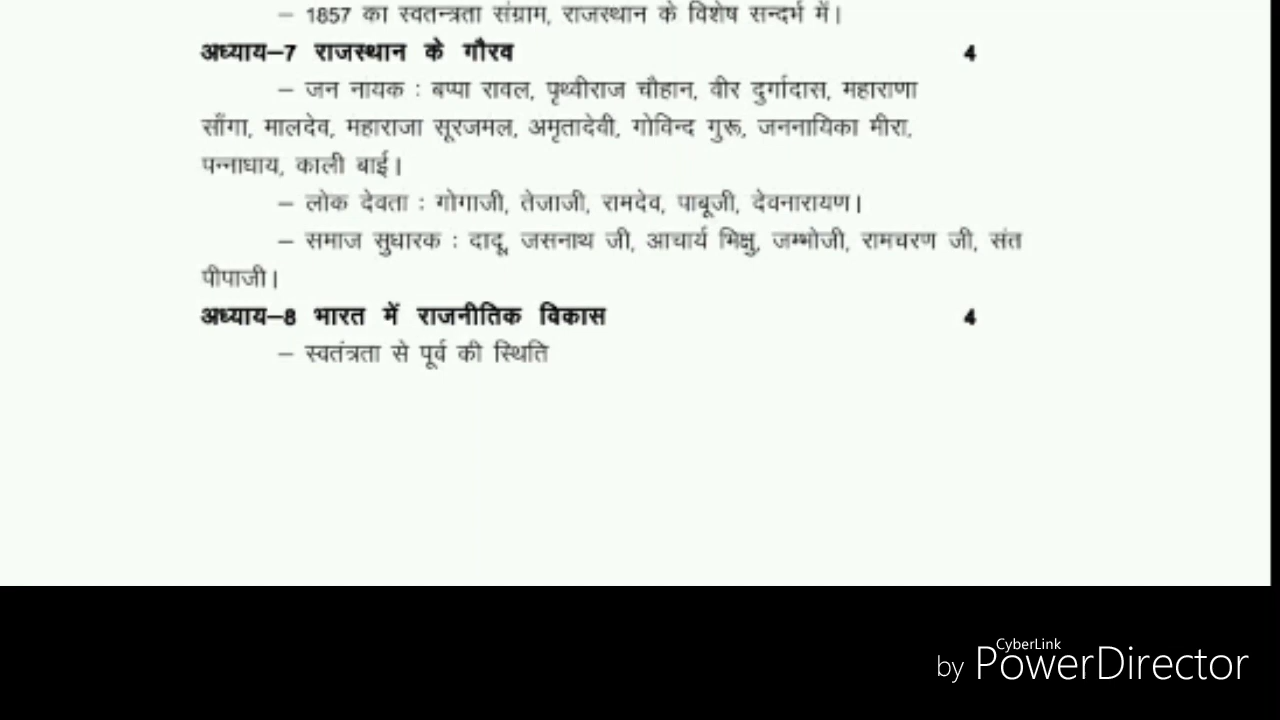 – 1857 का स्वतन्त्रता संग्राम, राजस्थान के विशेष सन्दर्भ में।
अध्याय–7 राजस्थान के गौरव 4
– जन नायक : बप्पा रावल, पृथ्वीराज चौहान, वीर दुर्गादास, महाराणा
साँगा, मालदेव, महाराजा सूरजमल, अमृतादेवी, गोविन्द गुरू, जननायिका मीरा,
पन्नाधाय, काली बाई।
– लोक देवता : गोगाजी, तेजाजी, रामदेव, पाबूजी, देवनारायण।
– समाज सुधारक : दादू, जसनाथ जी, आचार्य भिक्षु, जम्भोजी, रामचरण जी, संत
पीपाजी।
अध्याय–8 भारत में राजनीतिक विकास 4
– स्वतंत्रता से पूर्व की स्थिति
CyberLink
by PowerDirector